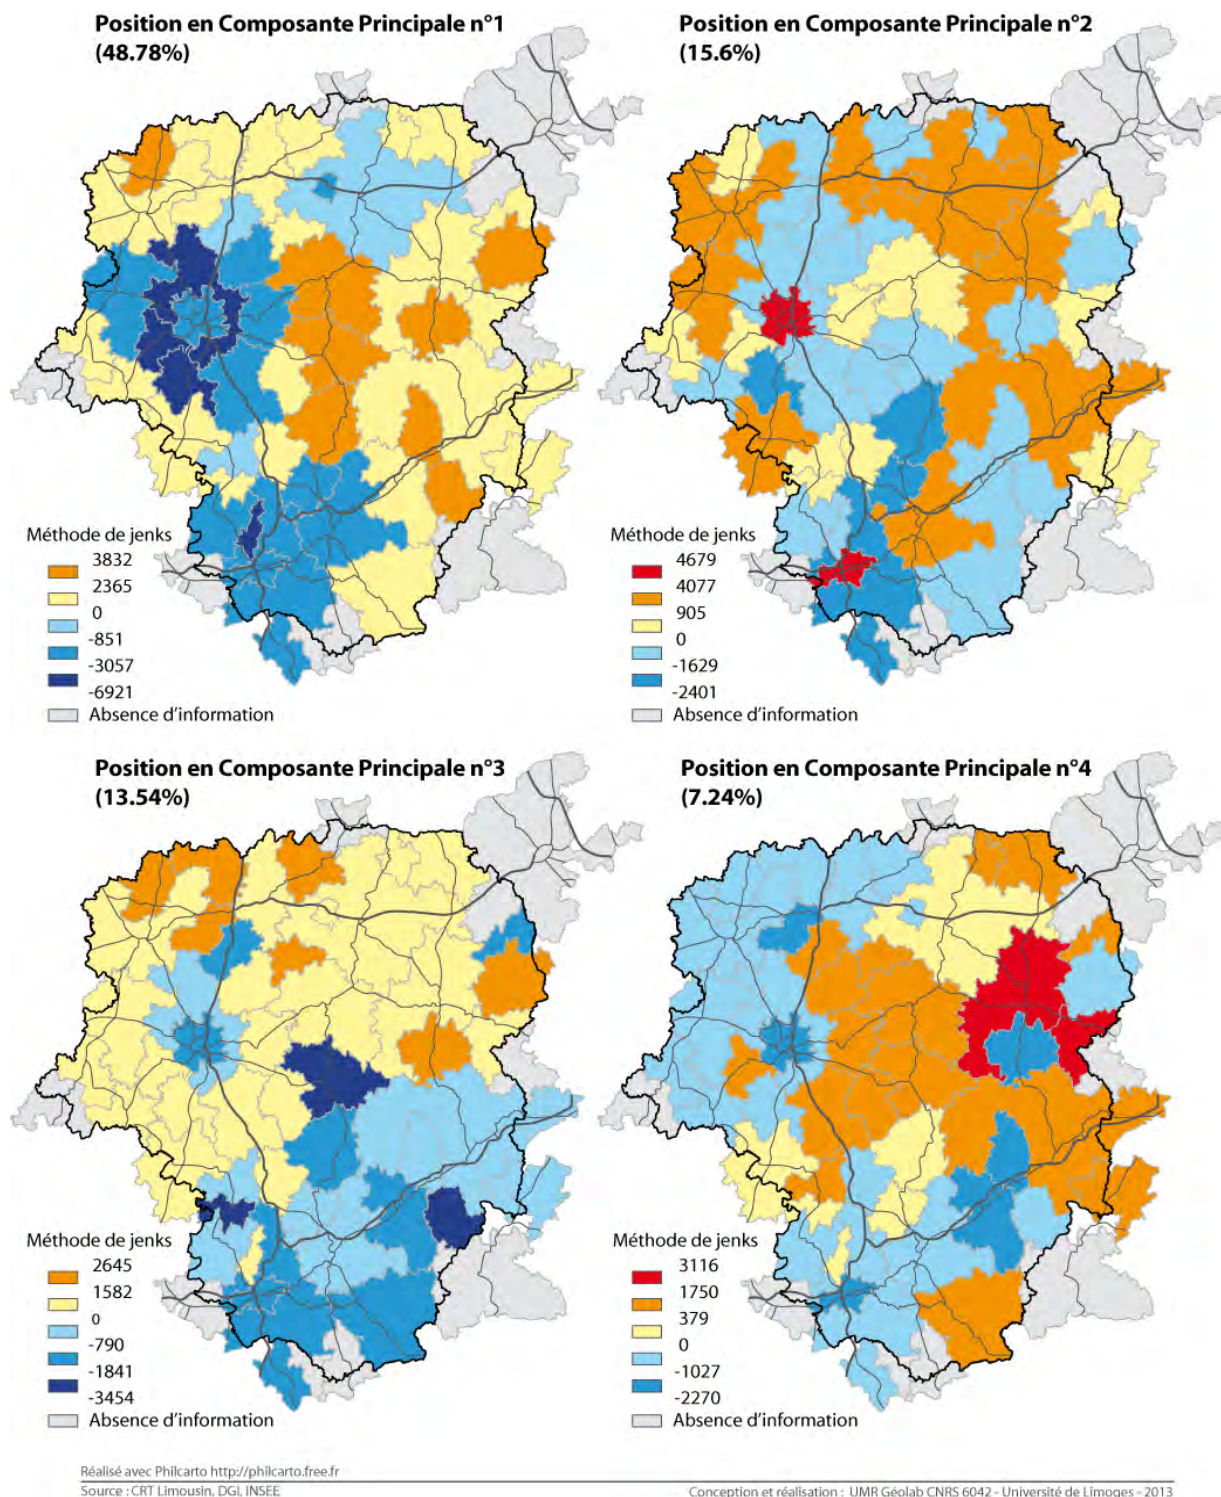 Position en Composante Principale n°1
(48.78%)
Méthode de jenks
3832
2365
0
-851
-3057
-6921
Absence d'information
Position en Composante Principale n°2
(15.6%)
Méthode de jenks
4679
4077
905
0
-1629
-2401
Absence d'information
Position en Composante Principale n°3
(13.54%)
Méthode de jenks
2645
1582
0
-790
-1841
-3454
Absence d'information
Position en Composante Principale n°4
(7.24%)
Méthode de jenks
3116
1750
379
0
-1027
-2270
Absence d'information
Réalisé avec Philcarto http://philcarto.free.fr
Source : CRT Limousin, DGI, INSEE
Conception et réalisation : UMR Géolab CNRS 6042 - Université de Limoges - 2013